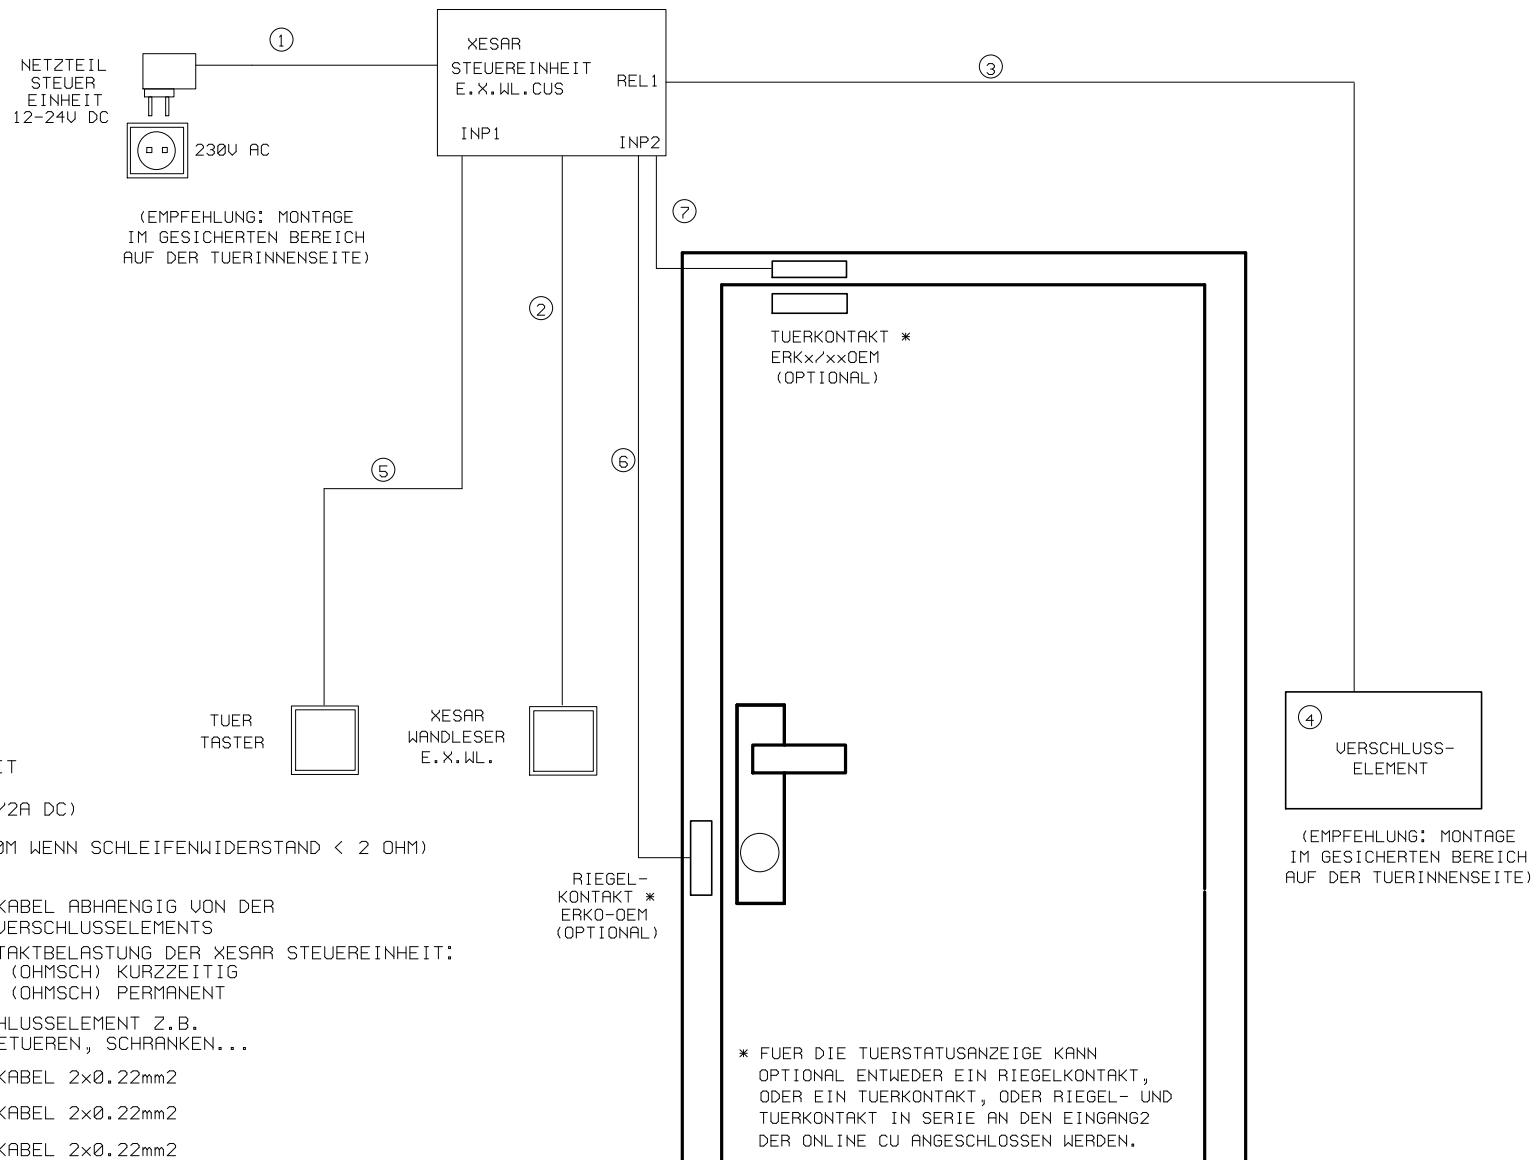 1
XESAR
STEUEREINHEIT
E.X.WL.CUS
REL1
INP1
INP2
3
NETZTEIL
STEUER
EINHEIT
12-24V DC
230V AC
(EMPFEHLUNG: MONTAGE
IM GESICHERTEN BEREICH
AUF DER TUERINNENSEITE)
7
2
TUERKONTAKT *
ERKx/xxOEM
(OPTIONAL)
5
6
TUER
TASTER
XESAR
WANDLESER
E.X.WL.
4
VERSCHLUSS-
ELEMENT
(EMPFEHLUNG: MONTAGE
IM GESICHERTEN BEREICH
AUF DER TUERINNENSEITE)
RIEGEL-
KONTAKT *
ERKO-OEM
(OPTIONAL)
ET
/2A DC)
0M WENN SCHLEIFENWIDERSTAND < 2 OHM)
KABEL ABHAENGIG VON DER
VERSCHLUSSELEMENTS
TAKTBELASTUNG DER XESAR STEUEREINHEIT:
(OHMSCH) KURZZEITIG
(OHMSCH) PERMANENT
HLUSSELEMENT Z.B.
ETUEREN, SCHRANKEN...
KABEL 2x0.22mm2
KABEL 2x0.22mm2
KABEL 2x0.22mm2
* FUER DIE TUERSTATUSANZEIGE KANN
OPTIONAL ENTWEDER EIN RIEGELKONTAKT,
ODER EIN TUERKONTAKT, ODER RIEGEL- UND
TUERKONTAKT IN SERIE AN DEN EINGANG2
DER ONLINE CU ANGESCHLOSSEN WERDEN.